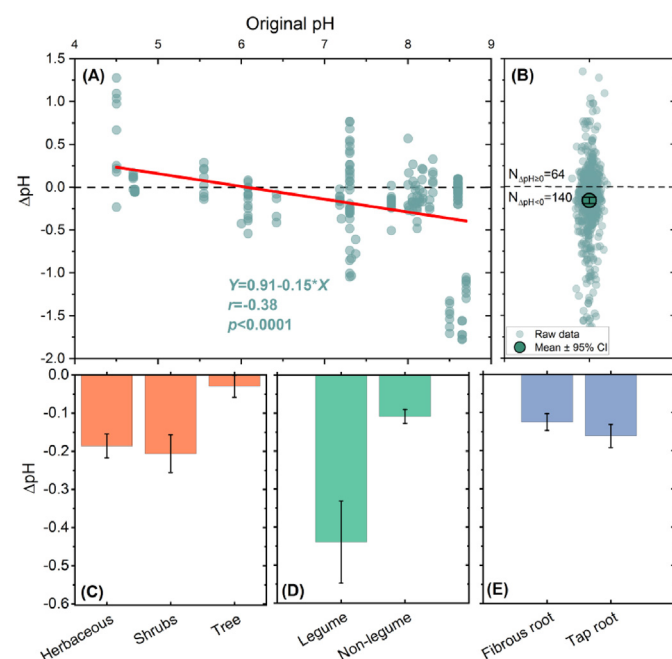 Original pH
4 5 6 7 8 9
1.5
1.0
0.5
0.0
-0.5
-1.0
-1.5
-2.0
ΔpH
(A)
Y=0.91-0.15*X
r=-0.38
p<0.0001
(B)
NΔpH≥0=64
NΔpH<0=140
Raw data
Mean ± 95% CI
0.0
-0.1
-0.2
-0.3
-0.4
-0.5
-0.6
ΔpH
(C)
Herbaceous
Shrubs
Tree
(D)
Legume
Non-legume
(E)
Fibrous root
Tap root